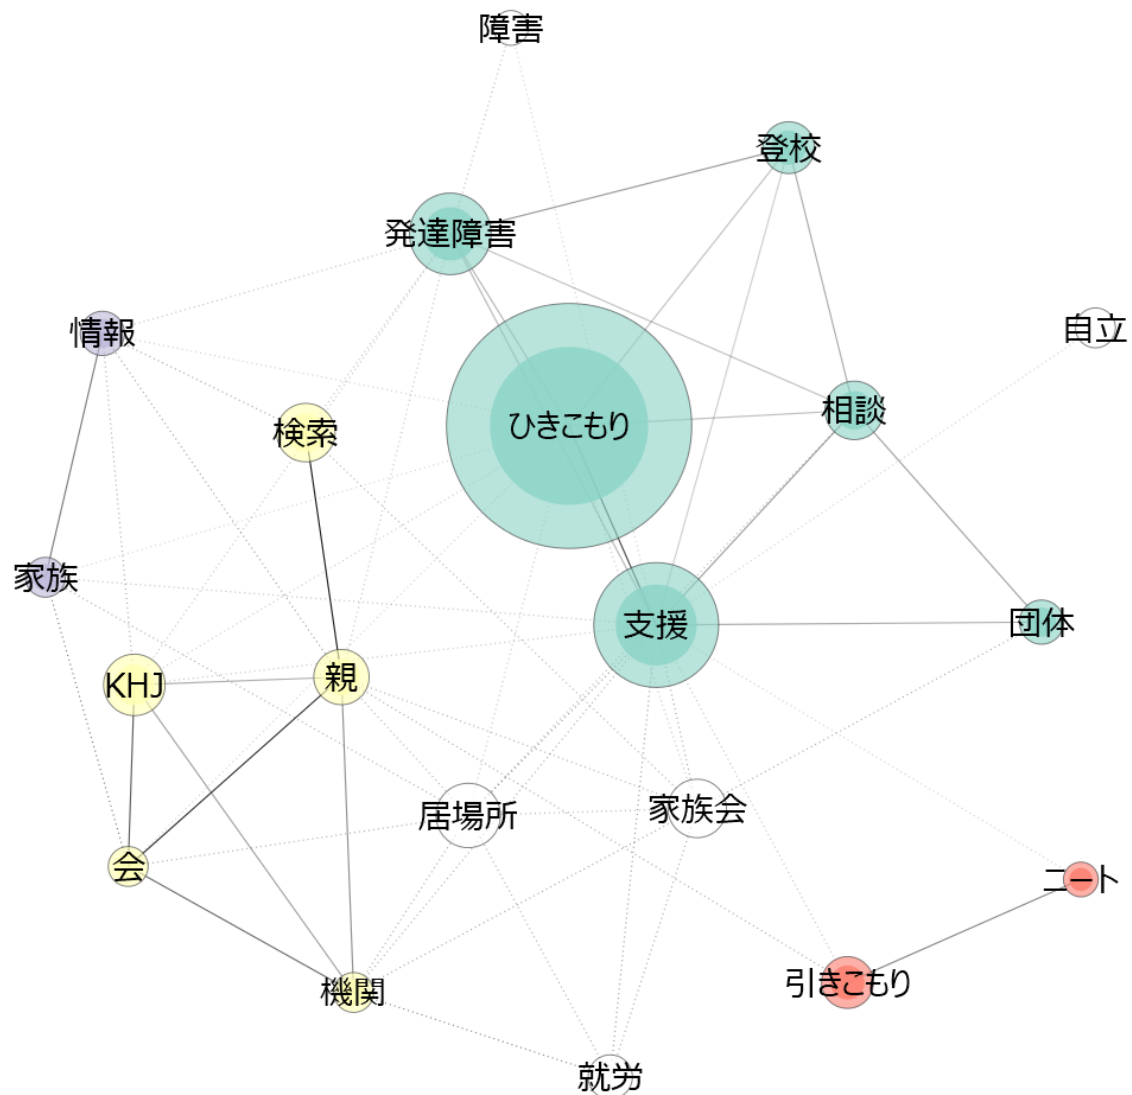 障害
登校
発達障害
情報
自立
相談
ひきこもり
検索
家族
団体
支援
KHJ
親
居場所
家族会
会
ニート
引きこもり
機関
就労